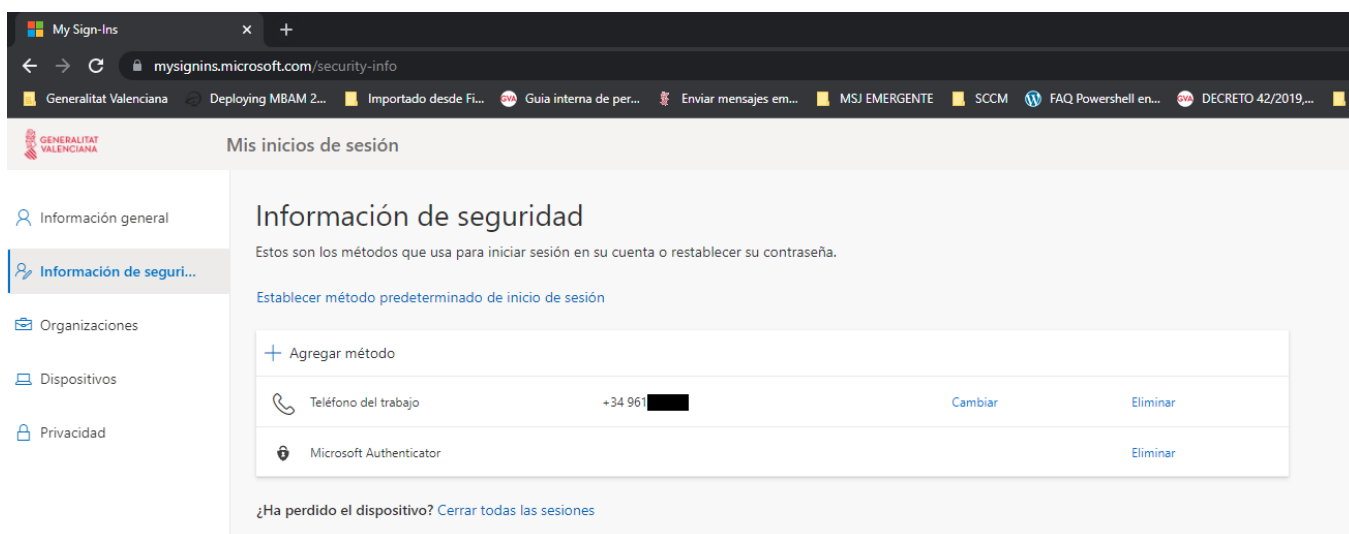 My Sign-Ins
mysignins.microsoft.com/security-info
Generalitat Valenciana Deploying MBAM 2... Importado desde Fi... GVA Guia interna de per... Enviar mensajes em... MSJ EMERGENTE SCCM FAQ Powershell en... GVA DECRETO 42/2019,...
GENERALITAT
VALENCIANA
Mis inicios de sesión
Información general
Información de seguri...
Organizaciones
Dispositivos
Privacidad
Información de seguridad
Estos son los métodos que usa para iniciar sesión en su cuenta o restablecer su contraseña.
Establecer método predeterminado de inicio de sesión
+ Agregar método
Teléfono del trabajo +34 961 Cambiar Eliminar
Microsoft Authenticator Eliminar
¿Ha perdido el dispositivo? Cerrar todas las sesiones